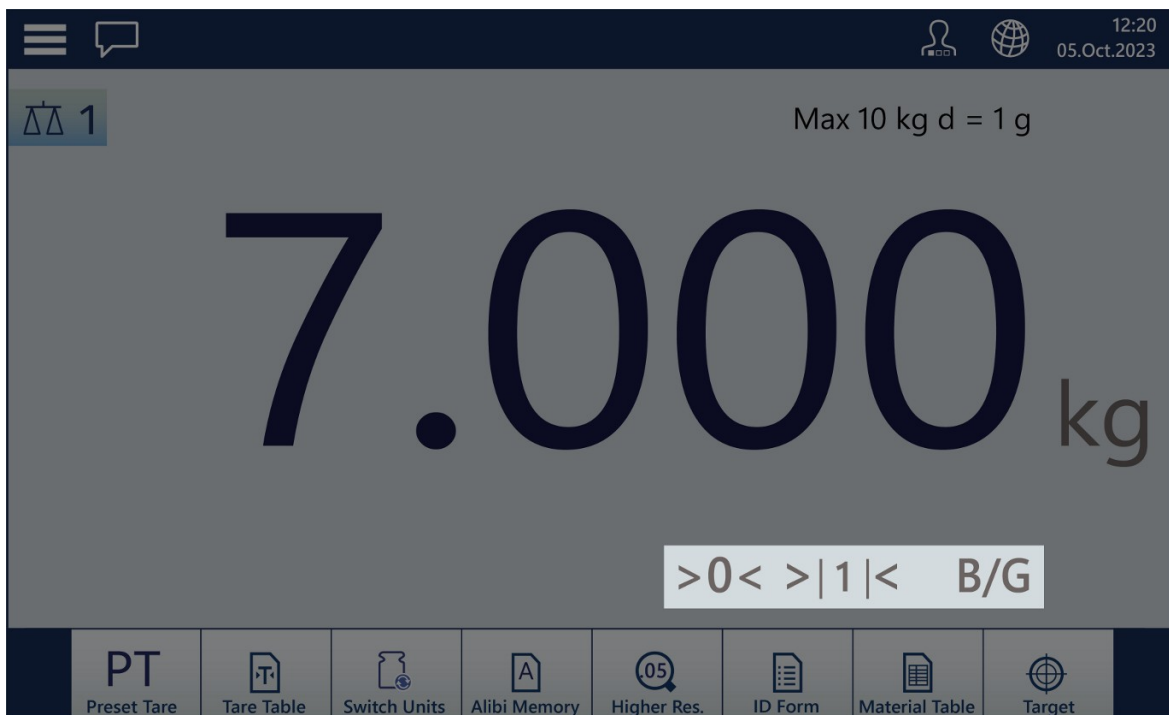 12:20
05.Oct.2023
1
Max 10 kg d = 1 g
7.000 kg
>0< >|1|< B/G
PT
Preset Tare
T
Tare Table
Switch Units
A
Alibi Memory
.05
Higher Res.
ID Form
Material Table
Target